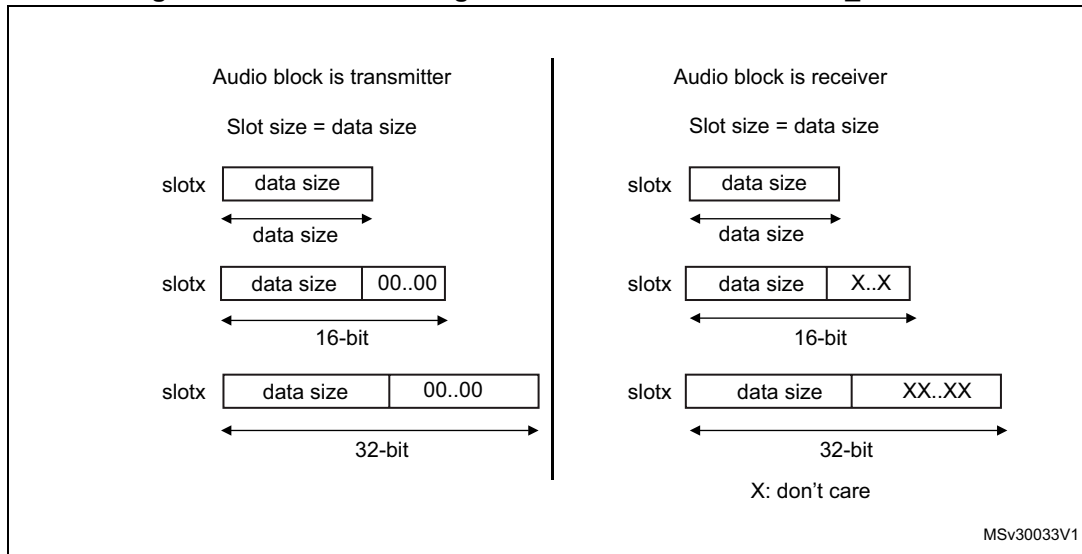 Audio block is transmitter
Slot size = data size
slotx data size
data size
slotx data size 00..00
16-bit
slotx data size 00..00
32-bit
Audio block is receiver
Slot size = data size
slotx data size
data size
slotx data size X..X
16-bit
slotx data size XX..XX
32-bit
X: don't care
MSv30033V1